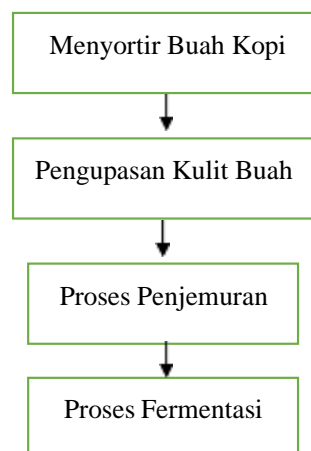 Menyortir Buah Kopi
Pengupasan Kulit Buah
Proses Penjemuran
Proses Fermentasi